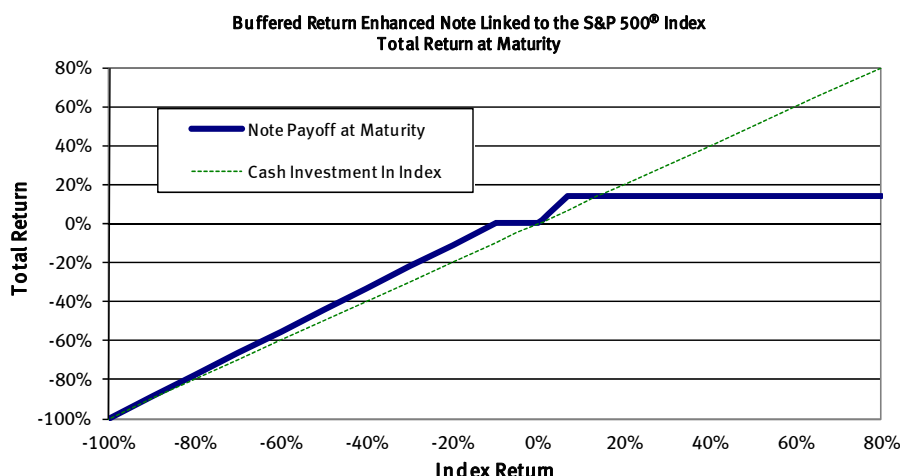 Buffered Return Enhanced Note Linked to the S&P 500® Index
Total Return at Maturity
80%
60%
40%
20%
0%
-20%
-40%
-60%
-80%
-100%
Total Return
Note Payoff at Maturity
Cash Investment In Index
-100% -80% -60% -40% -20% 0% 20% 40% 60% 80%
Index Return